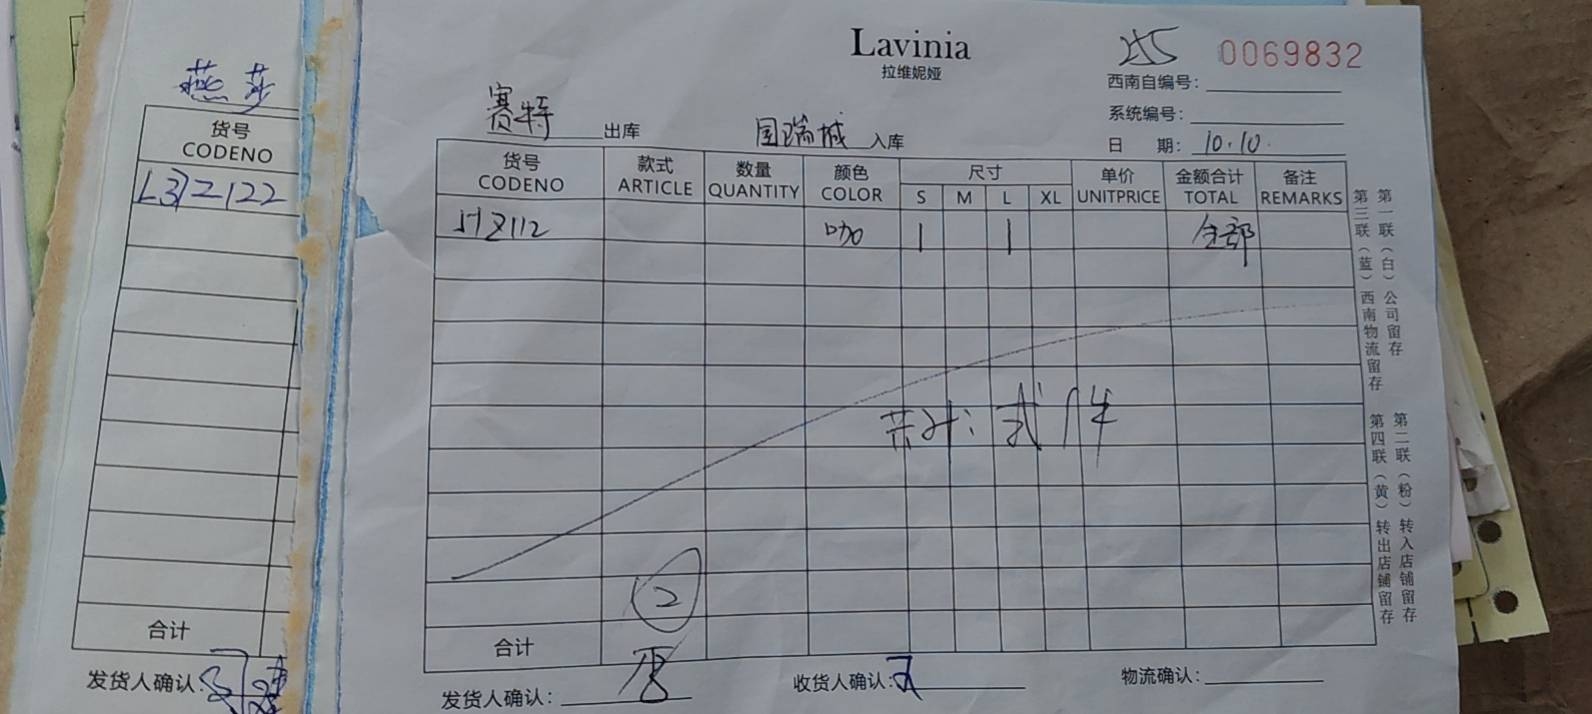 燕莎
货号
CODENO
L372122
合计
发货人确认:
Lavinia
拉维妮娅
0069832
西南自编号:
系统编号:
日 期: 10.10.
赛特 出库 国瑞城 入库
货号 款式 数量 颜色 尺寸 单价 金额合计 备注
CODENO ARTICLE QUANTITY COLOR S M L XL UNITPRICE TOTAL REMARKS
咖 1 1 全部
共计: 式件
2
合计
发货人确认: 收货人确认: 物流确认:
第一联(白)公司留存
第三联(蓝)西南物流留存
第二联(粉)转入店铺留存
第四联(黄)转出店铺留存